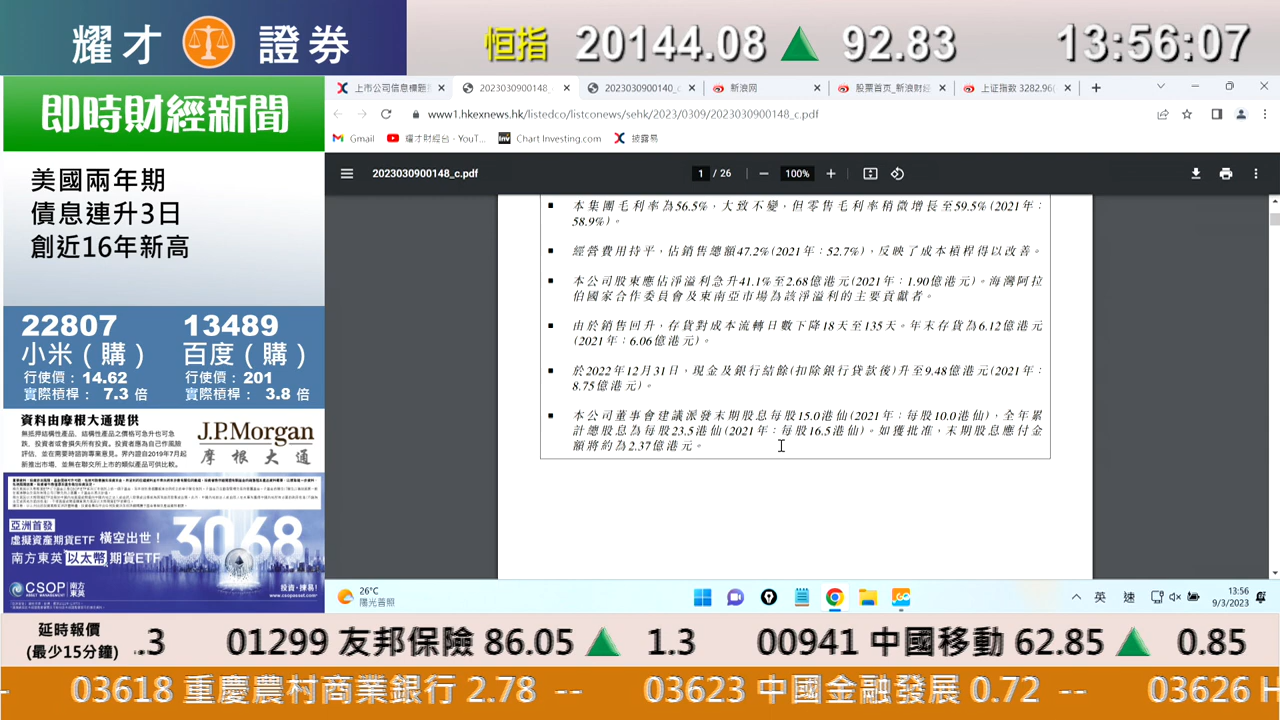 耀才 證券
恒指 20144.08 ▲ 92.83 13:56:07
即時財經新聞
美國兩年期
債息連升3日
創近16年新高
22807 13489
小米（購） 百度（購）
行使價：14.62 行使價：201
實際槓桿： 7.3 倍 實際槓桿： 3.8 倍
資料由摩根大通提供
J.P.Morgan
摩根大通
亞洲首發
虛擬資產期貨ETF 橫空出世！
南方東英 以太幣 期貨ETF
3068
CSOP 南方東英
投資·揀易！
www.csopasset.com
2023030900148_
2023030900140_c
新浪网
股票首页_新浪财经
上证指数 3282.96(
www1.hkexnews.hk/listedco/listconews/sehk/2023/0309/2023030900148_c.pdf
Gmail 耀才財經台 - YouT... Chart Investing.com 披露易
2023030900148_c.pdf 1 / 26 100%
▪ 本集團毛利率為56.5%，大致不變，但零售毛利率稍微增長至59.5%(2021年：
58.9%)。
▪ 經營費用持平，佔銷售總額47.2%(2021年：52.7%)，反映了成本槓桿得以改善。
▪ 本公司股東應佔淨溢利急升41.1%至2.68億港元(2021年：1.90億港元)。海灣阿拉
伯國家合作委員會及東南亞市場為該淨溢利的主要貢獻者。
▪ 由於銷售回升，存貨對成本流轉日數下降18天至135天。年末存貨為6.12億港元
(2021年：6.06億港元)。
▪ 於2022年12月31日，現金及銀行結餘(扣除銀行貸款後)升至9.48億港元(2021年：
8.75億港元)。
▪ 本公司董事會建議派發末期股息每股15.0港仙(2021年：每股10.0港仙)，全年累
計總股息為每股23.5港仙(2021年：每股 港仙)。如獲批准，末期股息應付金
額將約為2.37億港元。
26°C
陽光普照
英 速 13:56
9/3/2023
延時報價
(最少15分鐘) .3 01299 友邦保險 86.05 ▲ 1.3 00941 中國移動 62.85 ▲ 0.85
-- 03618 重慶農村商業銀行 2.78 -- 03623 中國金融發展 0.72 -- 03626 H